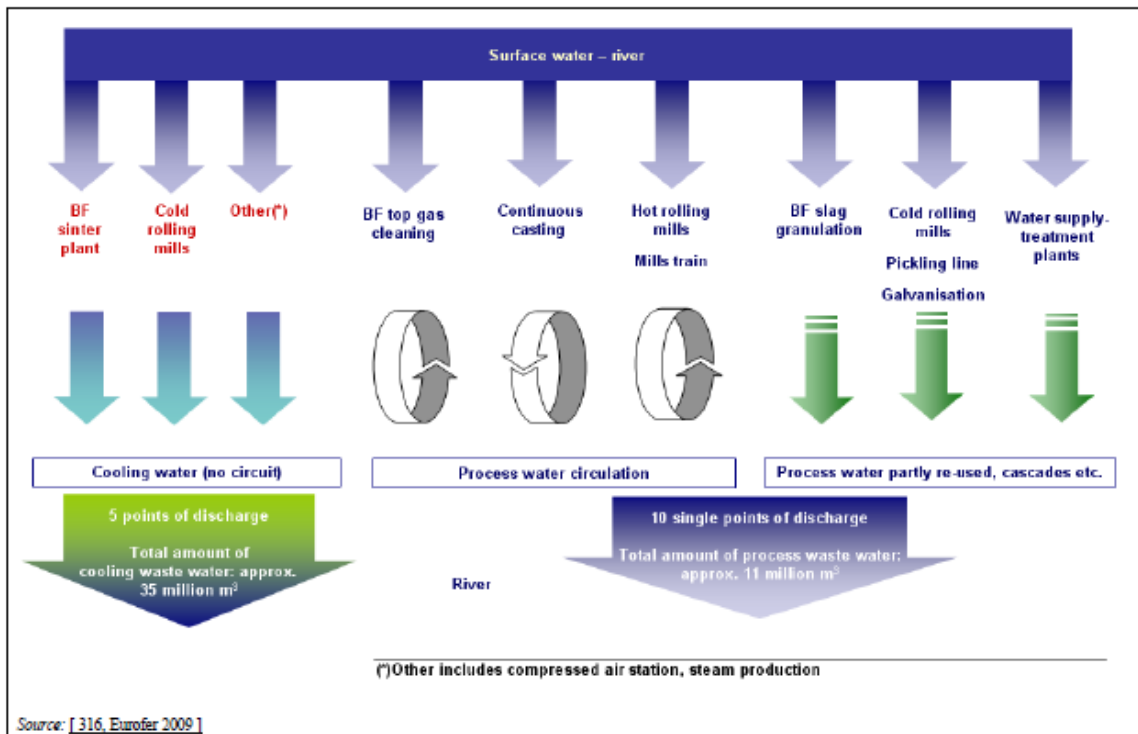 Surface water – river
BF
sinter
plant
Cold
rolling
mills
Other(*)
BF top gas
cleaning
Continuous
casting
Hot rolling
mills
Mills train
BF slag
granulation
Cold rolling
mills
Pickling line
Galvanisation
Water supply-
treatment
plants
Cooling water (no circuit)
Process water circulation
Process water partly re-used, cascades etc.
5 points of discharge
Total amount of
cooling waste water: approx.
35 million m³
10 single points of discharge
Total amount of process waste water:
approx. 11 million m³
River
(*)Other includes compressed air station, steam production
Source: [ 316, Eurofer 2009 ]